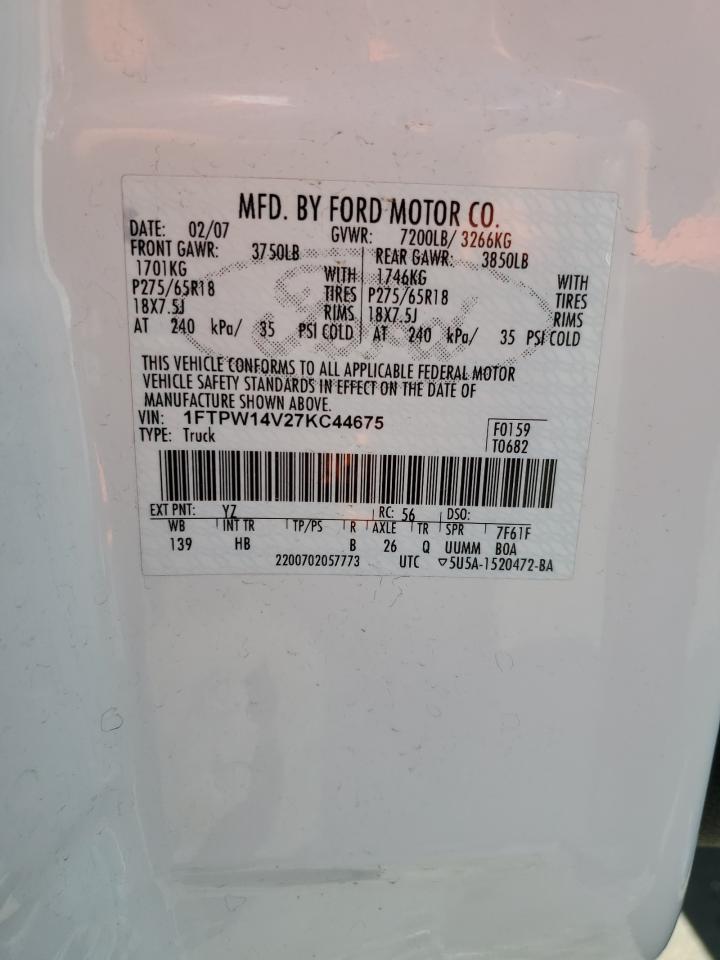 MFD. BY FORD MOTOR CO.
DATE: 02/07 GVWR: 7200LB/ 3266KG
FRONT GAWR: 3750LB REAR GAWR: 3850LB
1701KG WITH 1746KG WITH
P275/65R18 TIRES P275/65R18 TIRES
18X7.5J RIMS 18X7.5J RIMS
AT 240 kPa/ 35 PSI COLD AT 240 kPa/ 35 PSI COLD
Ford
THIS VEHICLE CONFORMS TO ALL APPLICABLE FEDERAL MOTOR
VEHICLE SAFETY STANDARDS IN EFFECT ON THE DATE OF
MANUFACTURE SHOWN ABOVE.
VIN: 1FTPW14V27KC44675 F0159
TYPE: Truck T0682
EXT PNT: YZ RC: 56 DSO:
WB INT TR TP/PS R AXLE TR SPR 7F61F
139 HB B 26 Q UUMM BOA
2200702057773 UTC ▽5U5A-1520472-BA